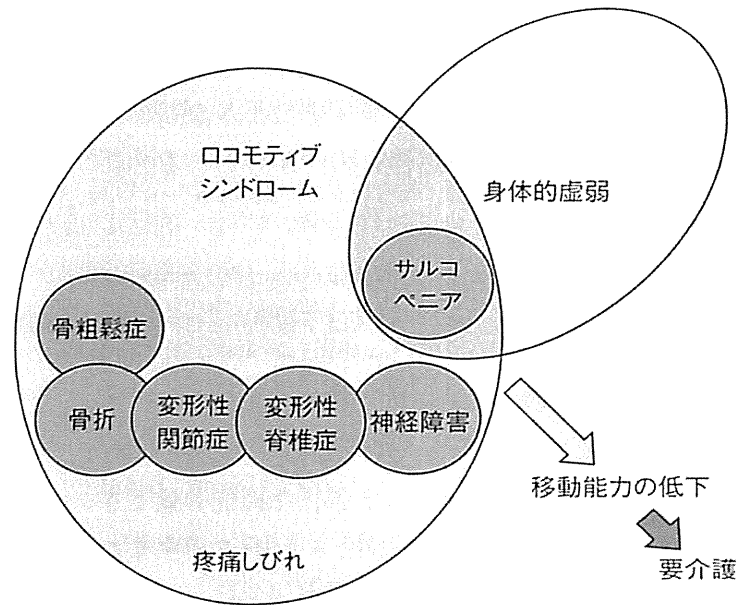 ロコモティブ
シンドローム
身体的虚弱
サルコ
ペニア
骨粗鬆症
骨折
変形性
関節症
変形性
脊椎症
神経障害
移動能力の低下
疼痛しびれ
要介護